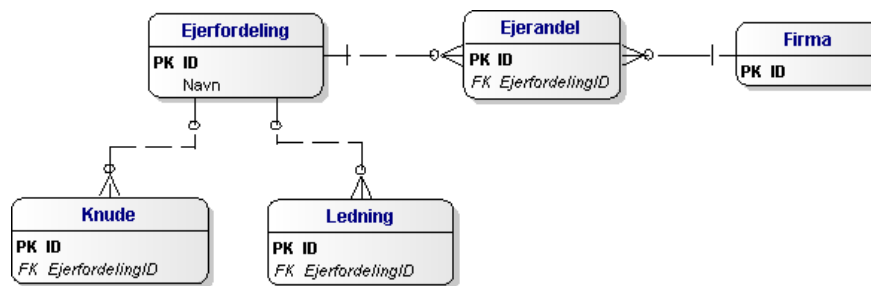 Ejerfordeling
PK ID
Navn
Ejerandel
PK ID
FK EjerfordelingID
Firma
PK ID
Knude
PK ID
FK EjerfordelingID
Ledning
PK ID
FK EjerfordelingID